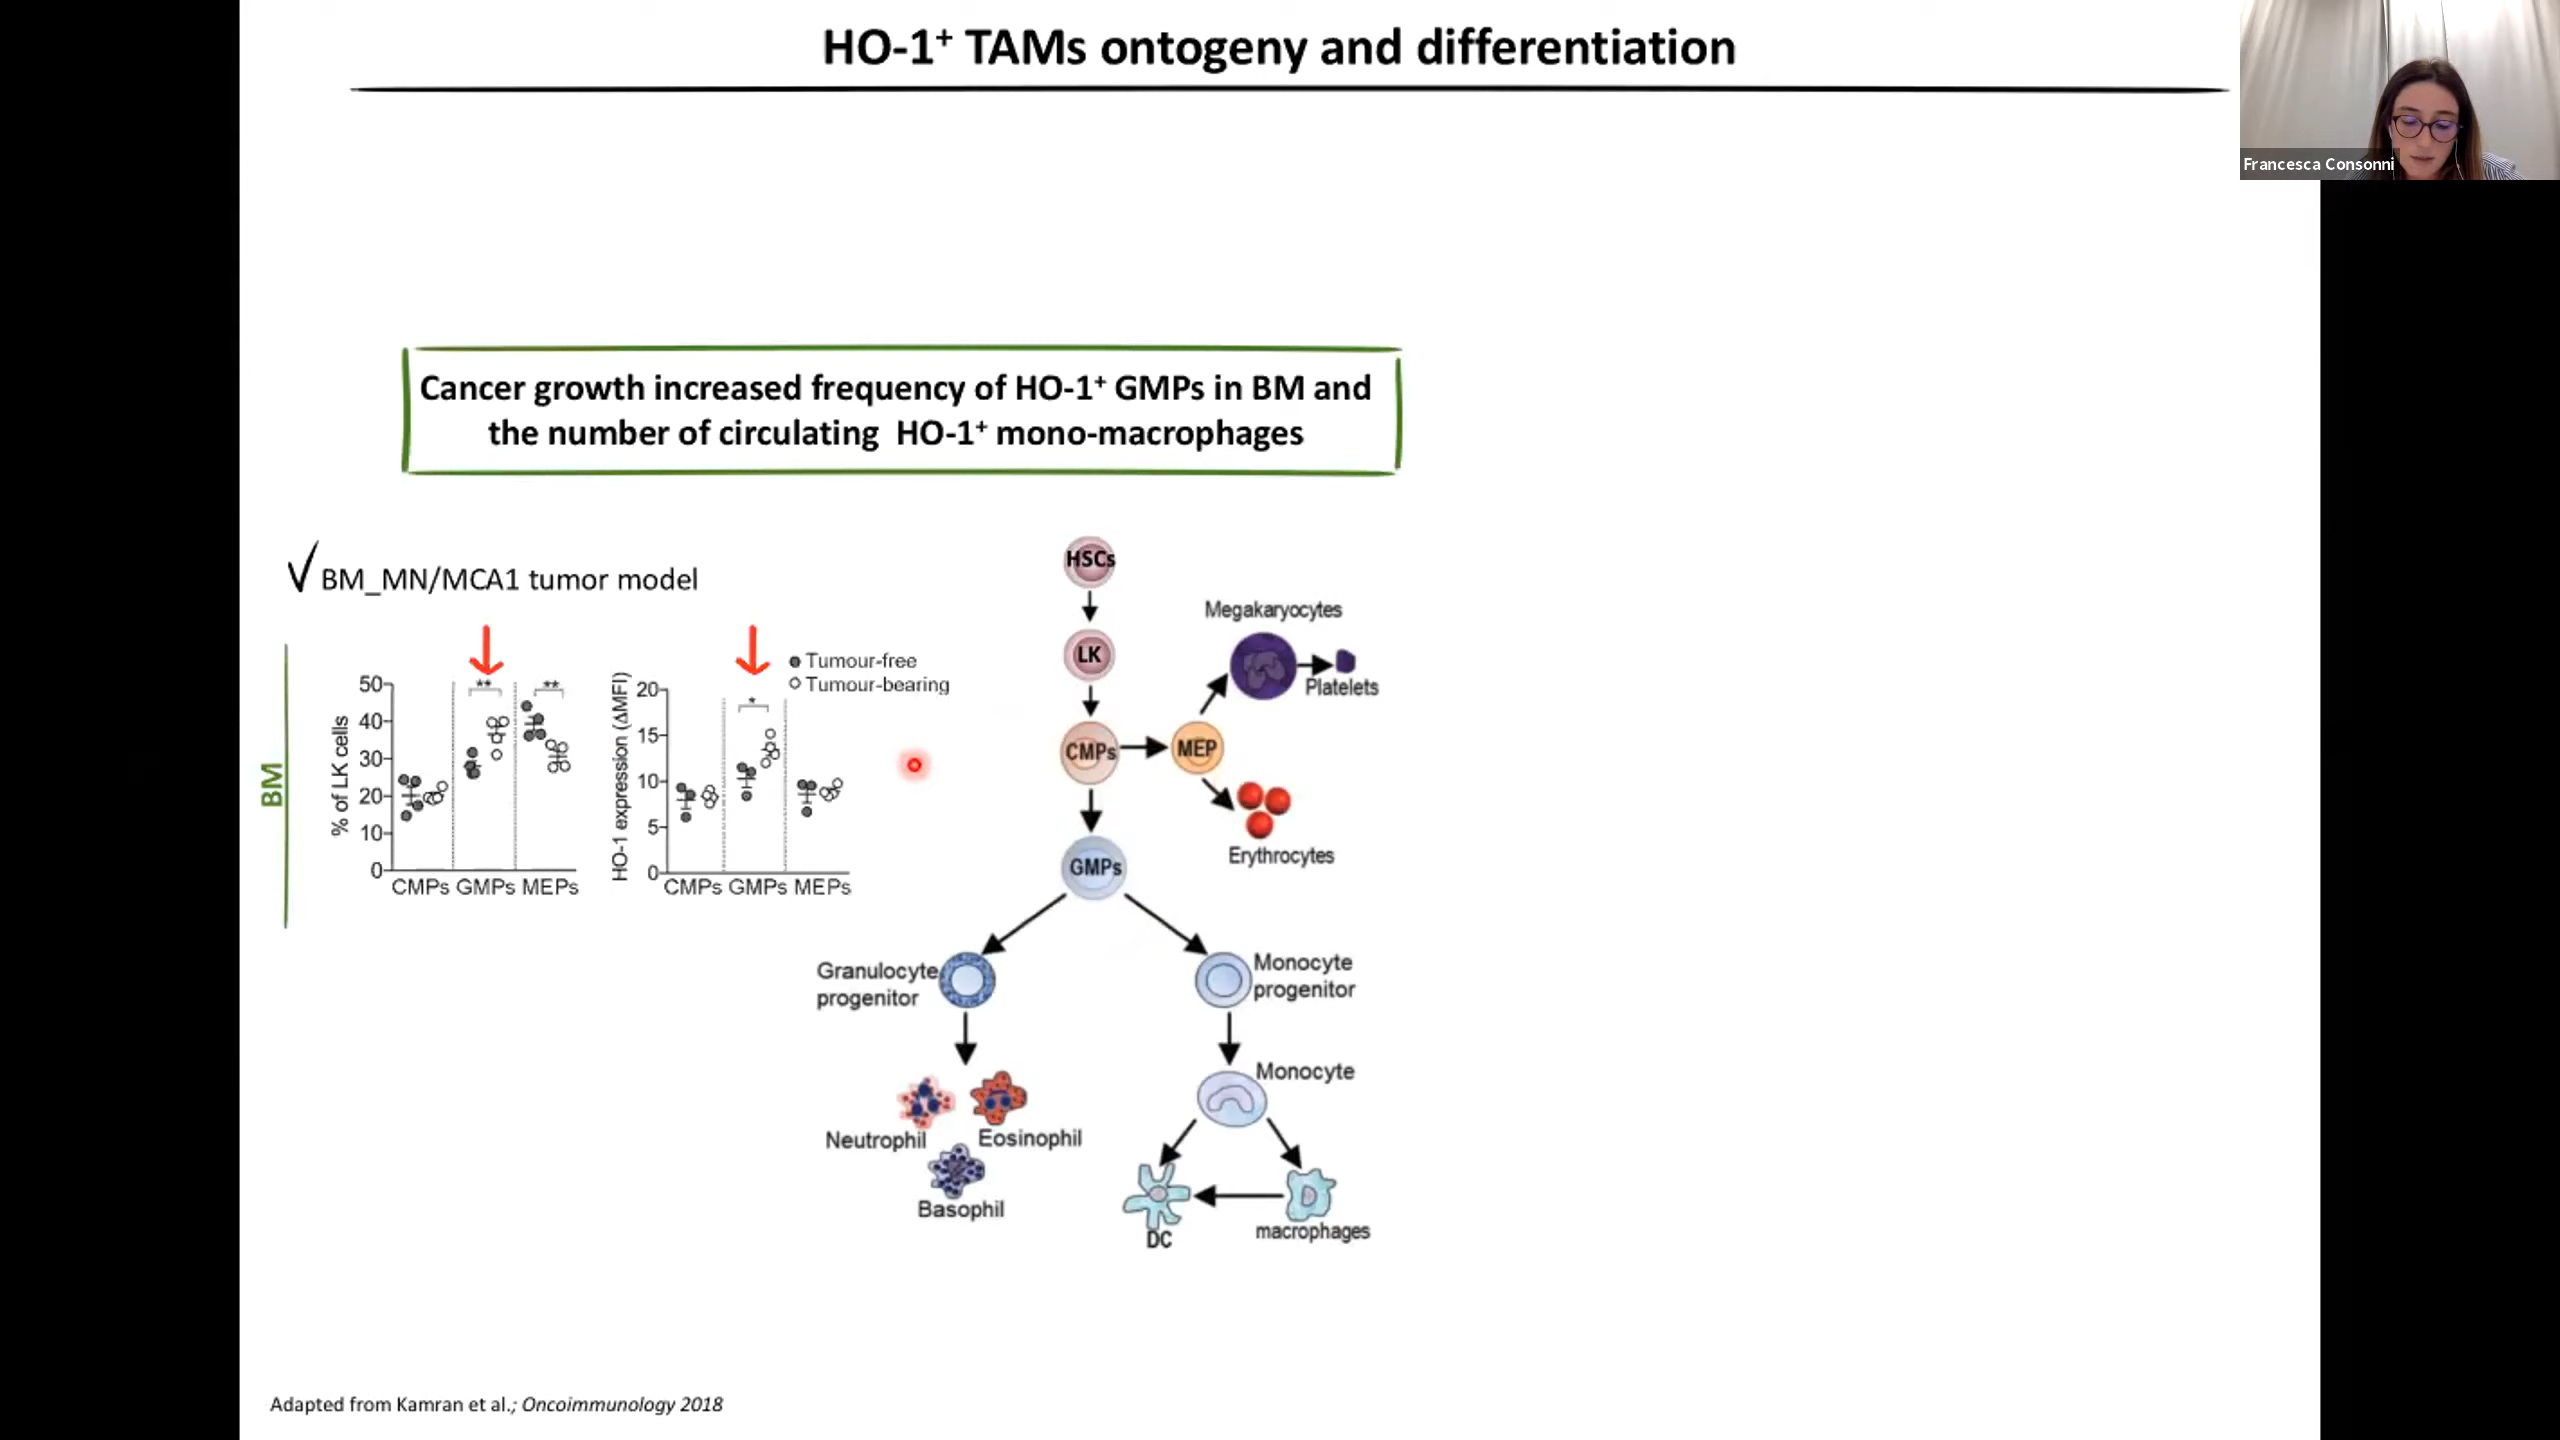 HO-1⁺ TAMs ontogeny and differentiation
Francesca Consonni
Cancer growth increased frequency of HO-1⁺ GMPs in BM and
the number of circulating HO-1⁺ mono-macrophages
√ BM_MN/MCA1 tumor model
BM
% of LK cells
50
40
30
20
10
0
** **
CMPs GMPs MEPs
HO-1 expression (ΔMFI)
20
15
10
5
0
*
CMPs GMPs MEPs
Tumour-free
Tumour-bearing
HSCs
LK
CMPs
MEP
Megakaryocytes
Platelets
Erythrocytes
GMPs
Granulocyte
progenitor
Monocyte
progenitor
Neutrophil
Eosinophil
Basophil
Monocyte
DC
macrophages
Adapted from Kamran et al.; Oncoimmunology 2018